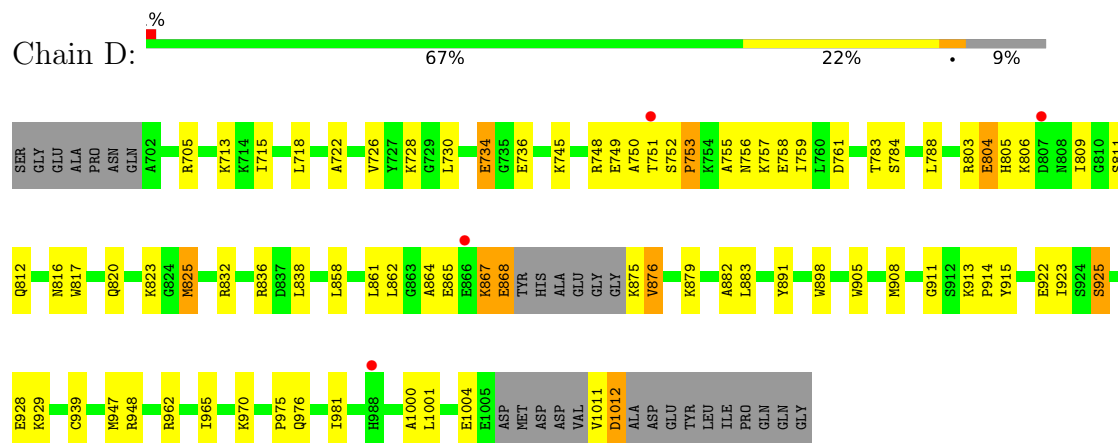 .%
Chain D:
67% 22% • 9%
SER GLY GLU ALA PRO ASN GLN A702 R705 K713 K714 I715 L718 A722 V726 Y727 K728 G729 L730 E734 G735 E736 K745 R748 E749 A750 T751 S752 P753 K754 A755 N756 K757 E758 I759 L760 D761 T783 S784 L788 R803 E804 H805 K806 D807 N808 I809 G810 S811
Q812 N816 W817 Q820 K823 G824 M825 R832 R836 D837 L838 L858 L861 L862 G863 A864 E865 E866 K867 E868 TYR HIS ALA GLU GLY GLY K875 V876 K879 A882 L883 Y891 W898 W905 M908 G911 S912 K913 P914 Y915 E922 I923 S924 S925
E928 K929 C939 M947 R948 R962 I965 K970 P975 Q976 I981 H988 A1000 L1001 E1004 E1005 ASP MET ASP ASP VAL V1011 D1012 ALA ASP GLU TYR LEU ILE PRO GLN GLN GLY